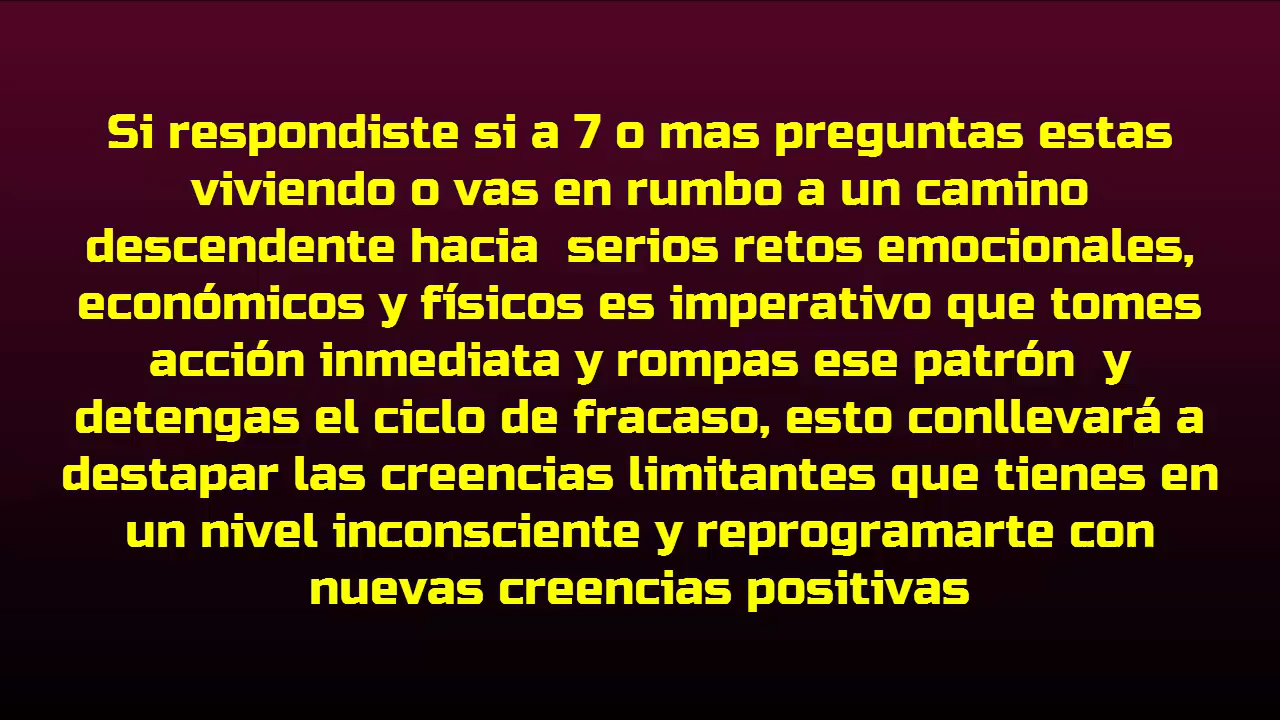 Si respondiste si a 7 o mas preguntas estas
viviendo o vas en rumbo a un camino
descendente hacia  serios retos emocionales,
económicos y físicos es imperativo que tomes
acción inmediata y rompas ese patrón  y
detengas el ciclo de fracaso, esto conllevará a
destapar las creencias limitantes que tienes en
un nivel inconsciente y reprogramarte con
nuevas creencias positivas